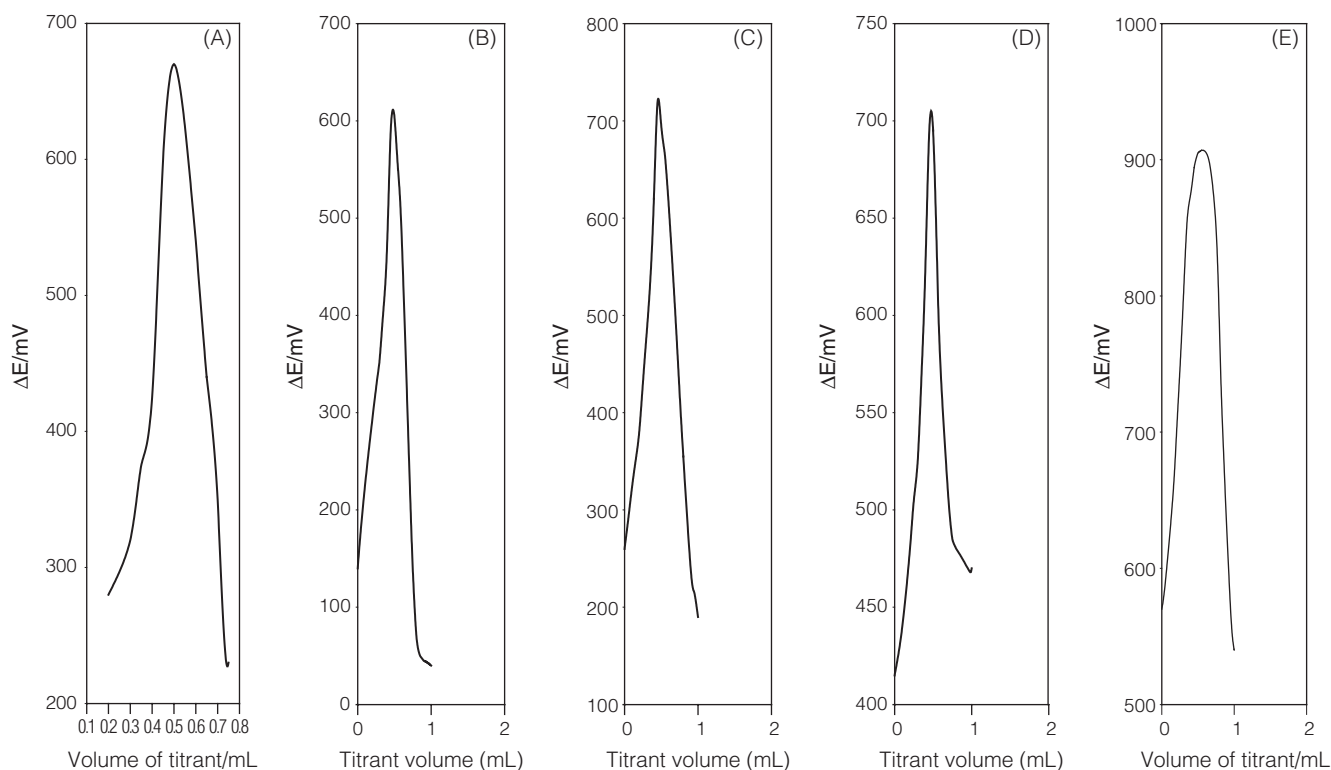 (A)
700
600
500
400
300
200
0.1 0.2 0.3 0.4 0.5 0.6 0.7 0.8
ΔE/mV
Volume of titrant/mL
(B)
700
600
500
400
300
200
100
0
0 1 2
ΔE/mV
Titrant volume (mL)
(C)
800
700
600
500
400
300
200
100
0 1 2
ΔE/mV
Titrant volume (mL)
(D)
750
700
650
600
550
500
450
400
0 1 2
ΔE/mV
Titrant volume (mL)
(E)
1000
900
800
700
600
500
0 1 2
ΔE/mV
Volume of titrant/mL